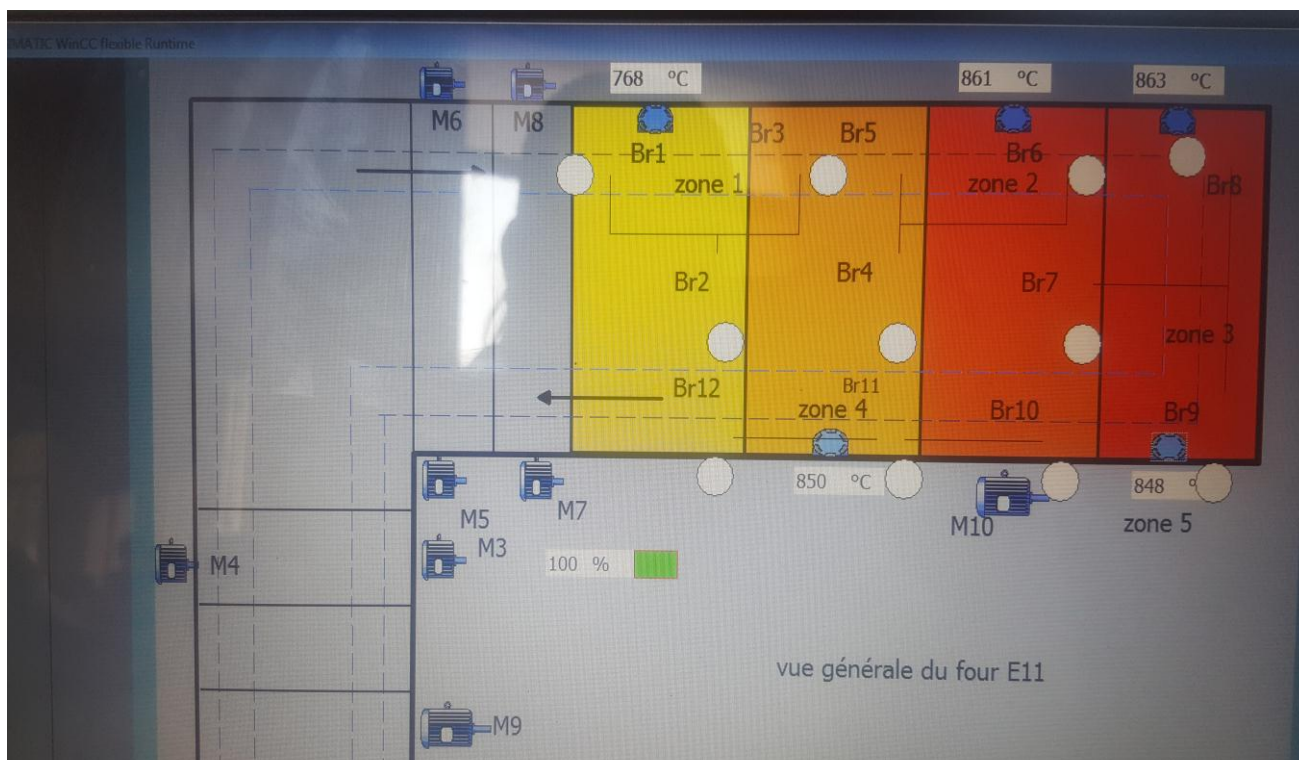 IMATIC WinCC flexible Runtime
768 °C
861 °C
863 °C
M6
M8
Br1
Br3
Br5
Br6
zone 1
zone 2
Br8
Br2
Br4
Br7
zone 3
Br12
Br11
zone 4
Br10
Br9
850 °C
848 °
M5
M7
M10
zone 5
M4
M3
100 %
vue générale du four E11
M9